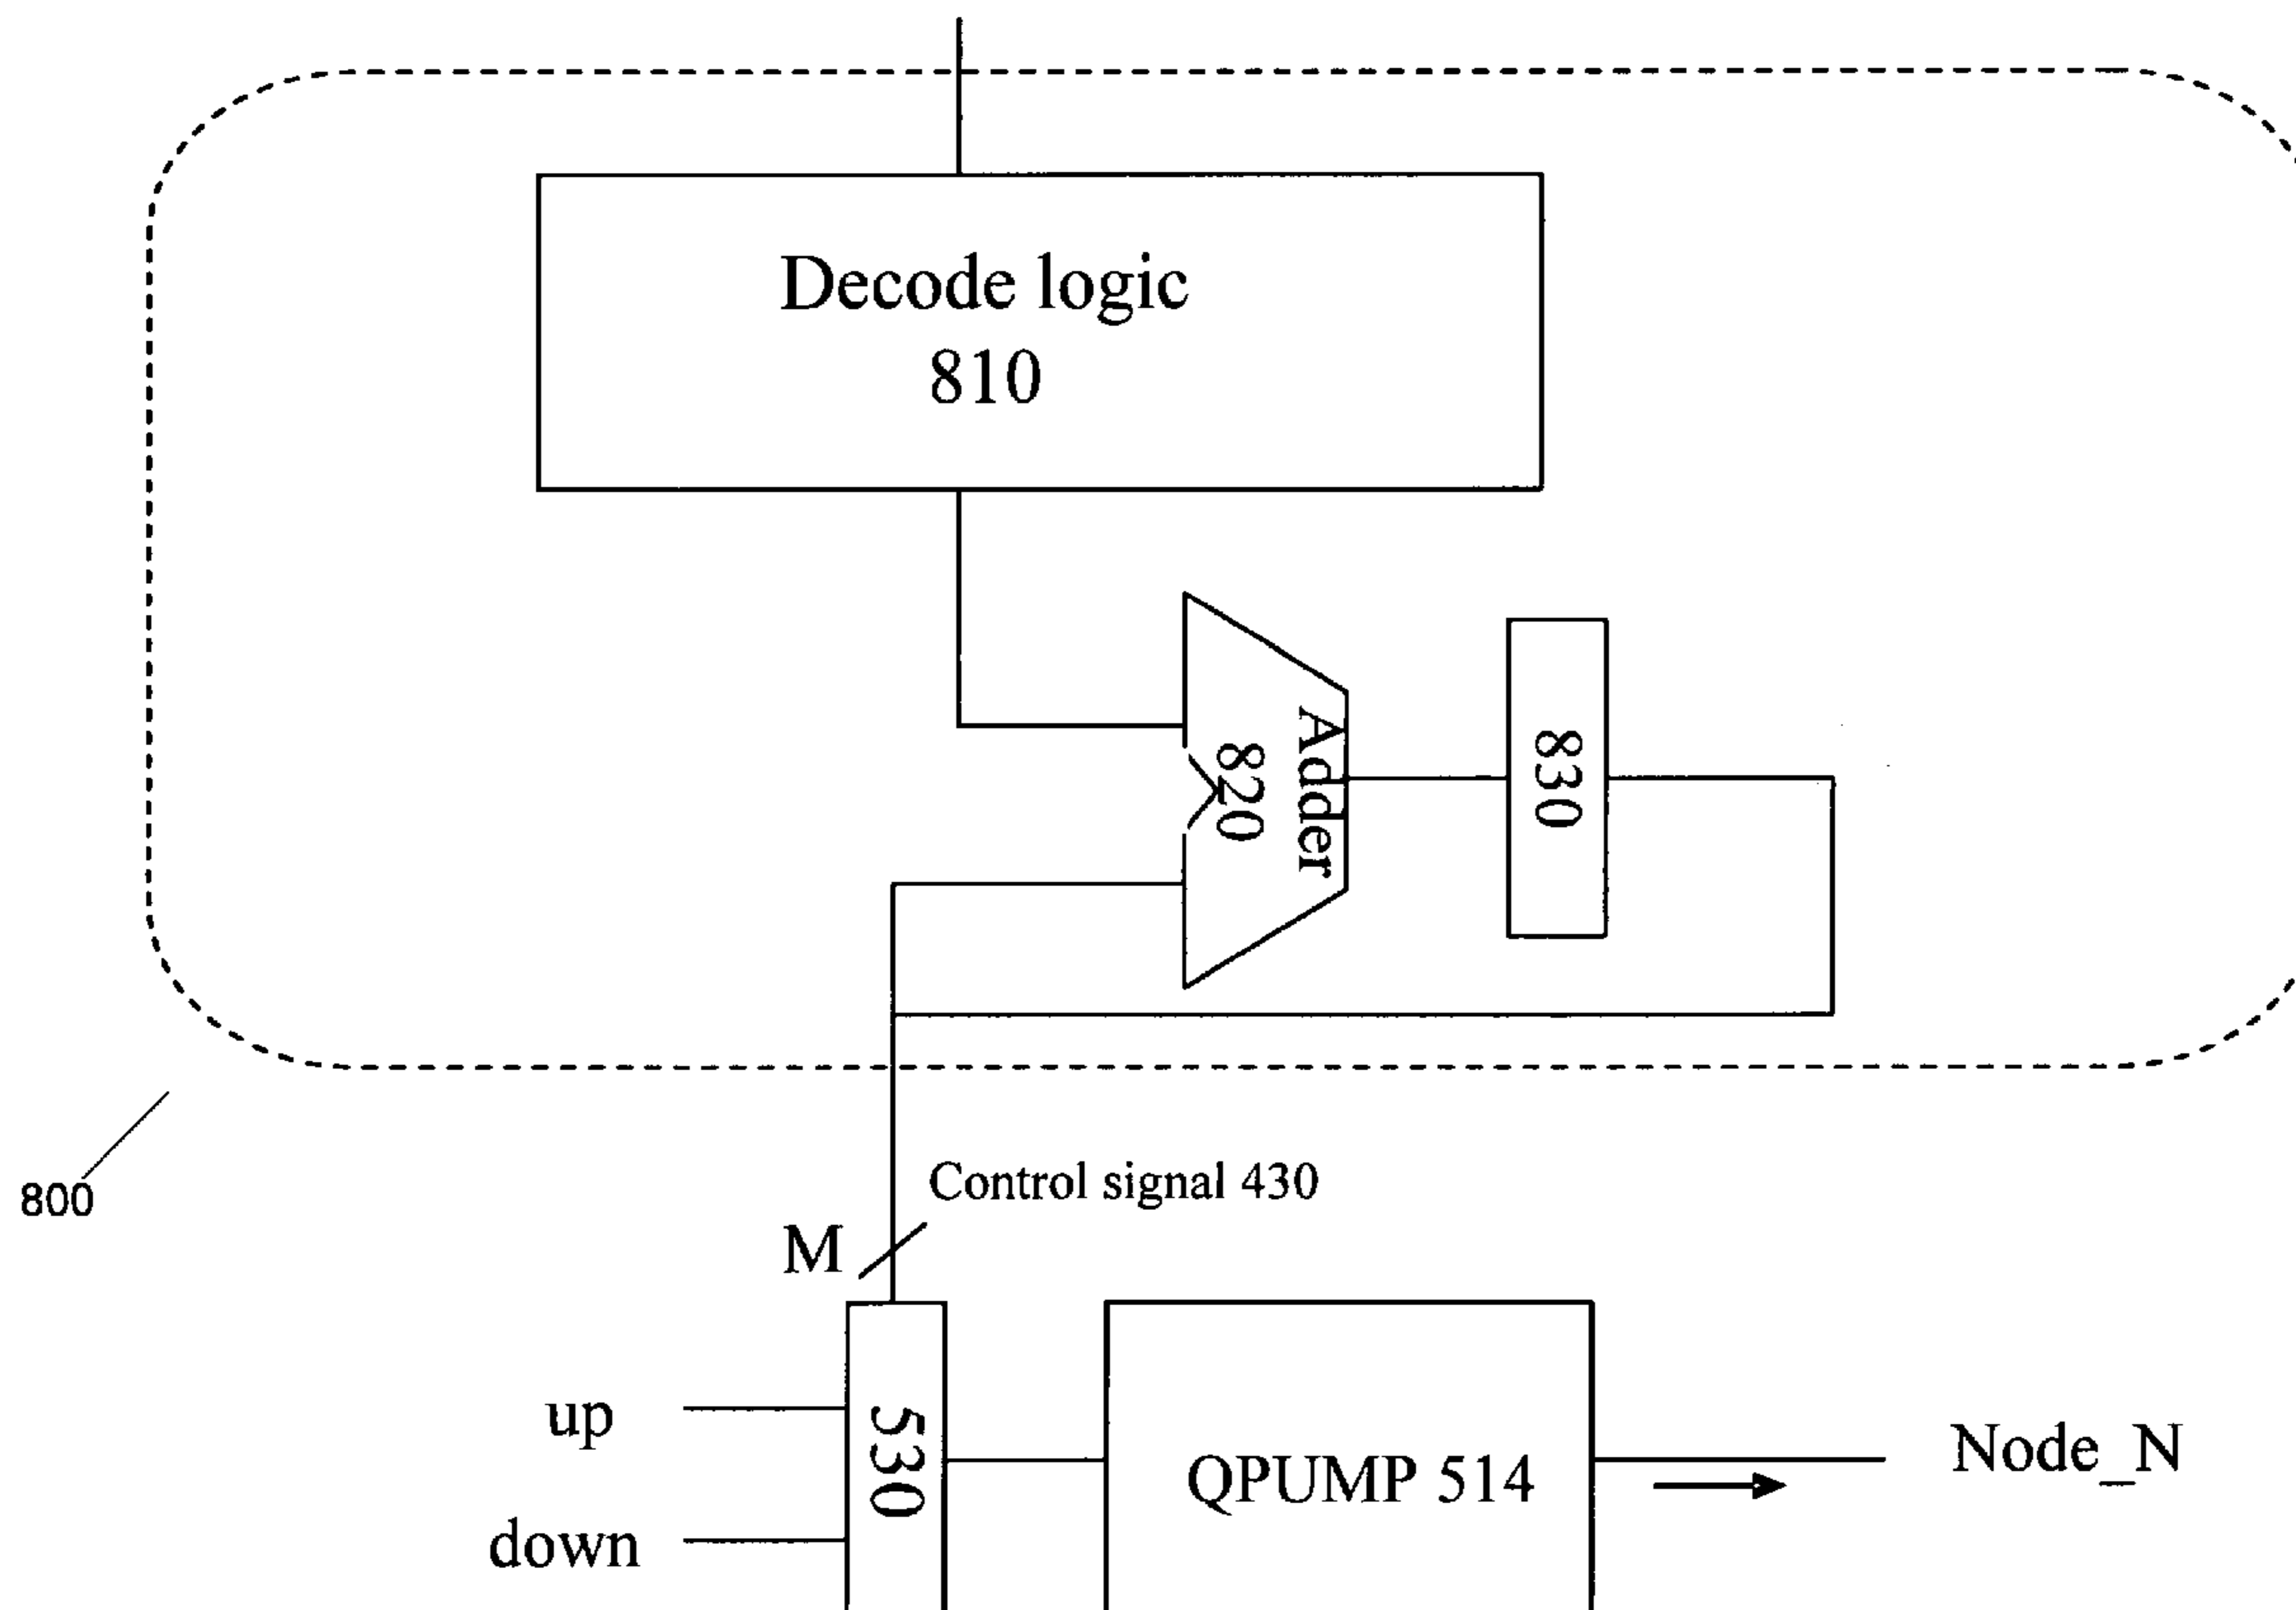 Decode logic
810
Adder
820
830
800
Control signal 430
M
up
530
down
QPUMP 514
Node_N